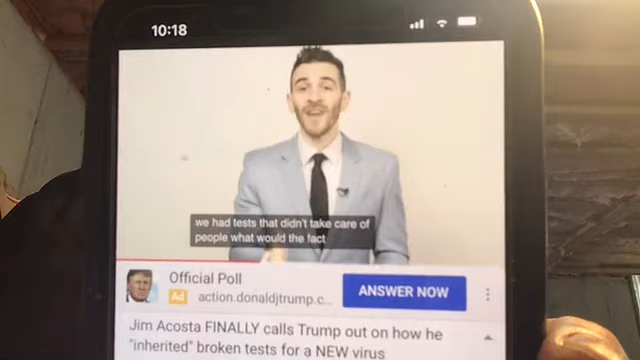 10:18
we had tests that didn't take care of
people what would the fact
Official Poll
Ad action.donaldjtrump.c...
ANSWER NOW
Jim Acosta FINALLY calls Trump out on how he
"inherited" broken tests for a NEW virus